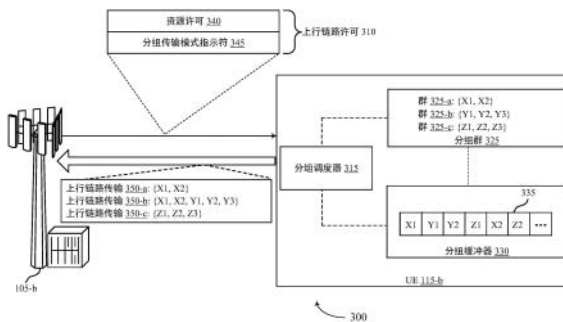 资源许可 340
分组传输模式指示符 345
上行链路许可 310
群 325-a: {X1, X2}
群 325-b: {Y1, Y2, Y3}
群 325-c: {Z1, Z2, Z3}
分组群 325
分组调度器 315
上行链路传输 350-a: {X1, X2}
上行链路传输 350-b: {X1, X2, Y1, Y2, Y3}
上行链路传输 350-c: {Z1, Z2, Z3}
335
X1 Y1 Y2 Z1 X2 Z2 ▪▪▪
分组缓冲器 330
UE 115-b
105-b
300